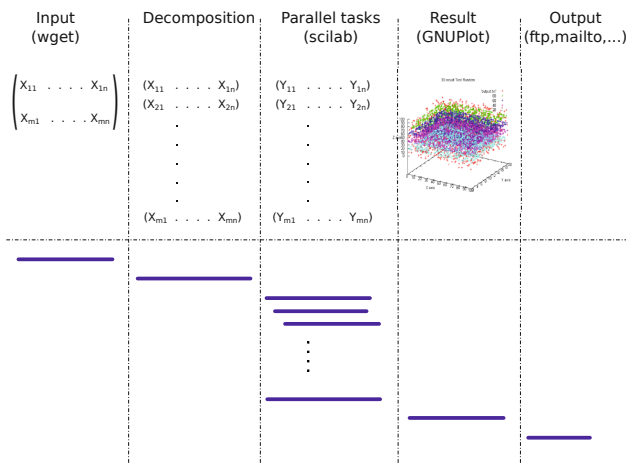 Input
(wget)
Decomposition
Parallel tasks
(scilab)
Result
(GNUPlot)
Output
(ftp,mailto,...)
X11 . . . . X1n
Xm1 . . . . Xmn
(X11 . . . . X1n)
(X21 . . . . X2n)
(Xm1 . . . . Xmn)
(Y11 . . . . Y1n)
(Y21 . . . . Y2n)
(Ym1 . . . . Ymn)